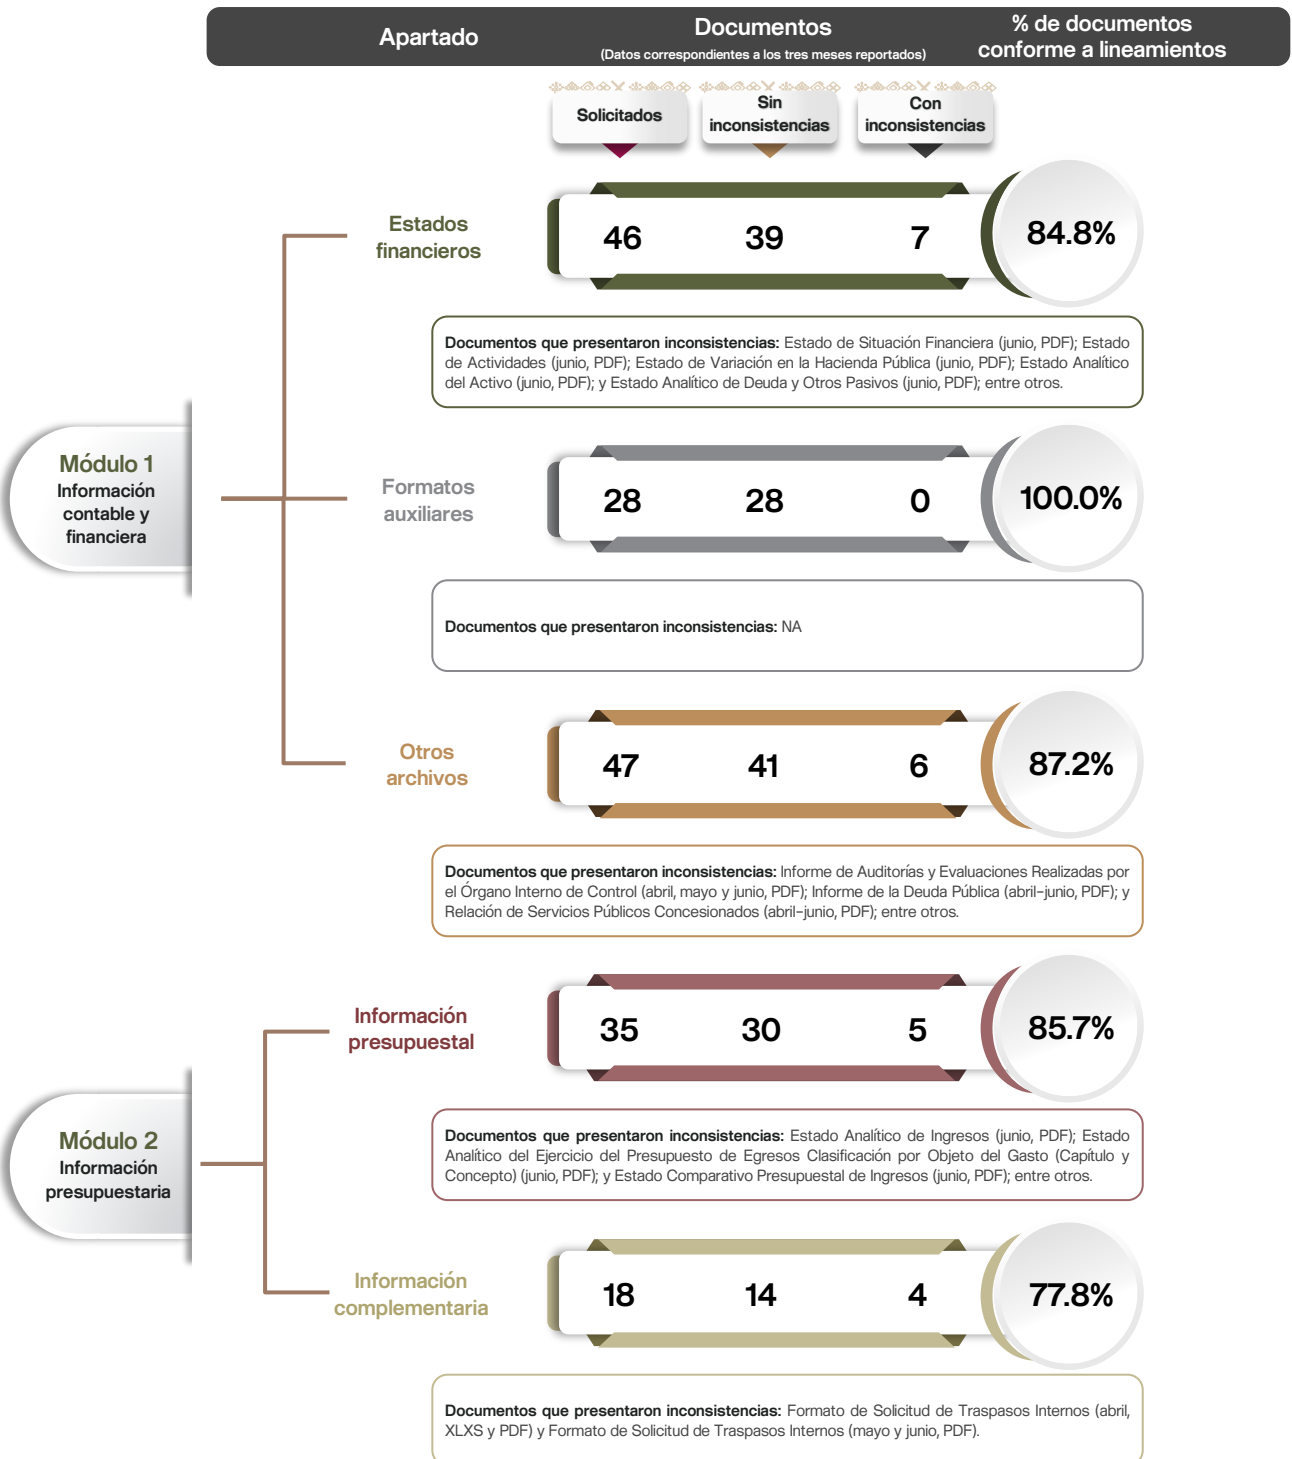 Apartado
Documentos
(Datos correspondientes a los tres meses reportados)
% de documentos
conforme a lineamientos
Solicitados
Sin
inconsistencias
Con
inconsistencias
Módulo 1
Información
contable y
financiera
Estados
financieros
46 39 7 84.8%
Documentos que presentaron inconsistencias: Estado de Situación Financiera (junio, PDF); Estado
de Actividades (junio, PDF); Estado de Variación en la Hacienda Pública (junio, PDF); Estado Analítico
del Activo (junio, PDF); y Estado Analítico de Deuda y Otros Pasivos (junio, PDF); entre otros.
Formatos
auxiliares
28 28 0 100.0%
Documentos que presentaron inconsistencias: NA
Otros
archivos
47 41 6 87.2%
Documentos que presentaron inconsistencias: Informe de Auditorías y Evaluaciones Realizadas por
el Órgano Interno de Control (abril, mayo y junio, PDF); Informe de la Deuda Pública (abril-junio, PDF); y
Relación de Servicios Públicos Concesionados (abril-junio, PDF); entre otros.
Módulo 2
Información
presupuestaria
Información
presupuestal
35 30 5 85.7%
Documentos que presentaron inconsistencias: Estado Analítico de Ingresos (junio, PDF); Estado
Analítico del Ejercicio del Presupuesto de Egresos Clasificación por Objeto del Gasto (Capítulo y
Concepto) (junio, PDF); y Estado Comparativo Presupuestal de Ingresos (junio, PDF); entre otros.
Información
complementaria
18 14 4 77.8%
Documentos que presentaron inconsistencias: Formato de Solicitud de Traspasos Internos (abril,
XLXS y PDF) y Formato de Solicitud de Traspasos Internos (mayo y junio, PDF).